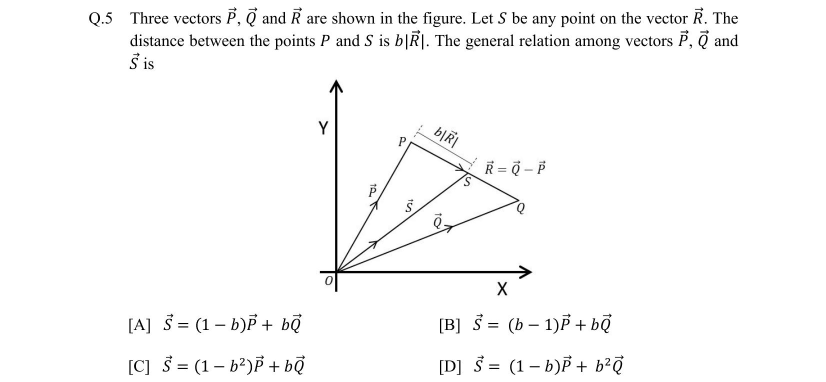 Q.5 Three vectors P⃗, Q⃗ and R⃗ are shown in the figure. Let S be any point on the vector R⃗. The
distance between the points P and S is b|R⃗|. The general relation among vectors P⃗, Q⃗ and
S⃗ is
Y
b|R⃗|
P
R⃗ = Q⃗ − P⃗
S
P⃗
S⃗
Q
Q⃗
O
X
[A] S⃗ = (1 − b)P⃗ + bQ⃗
[B] S⃗ = (b − 1)P⃗ + bQ⃗
[C] S⃗ = (1 − b²)P⃗ + bQ⃗
[D] S⃗ = (1 − b)P⃗ + b²Q⃗